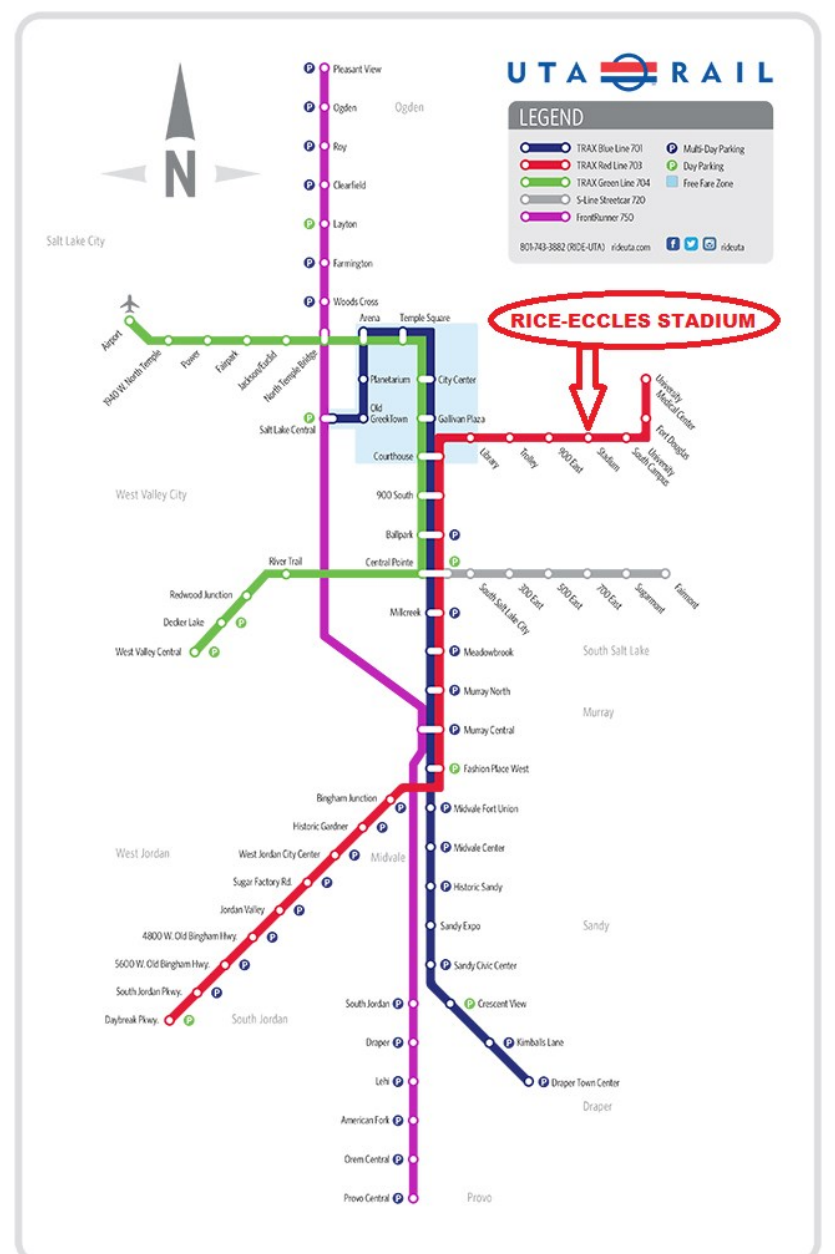 UTA RAIL
LEGEND
TRAX Blue Line 701
TRAX Red Line 703
TRAX Green Line 704
S-Line Streetcar 720
FrontRunner 750
P Multi-Day Parking
P Day Parking
Free Fare Zone
801-743-3882 (RIDE-UTA) rideuta.com
rideuta
N
Pleasant View
Ogden
Ogden
Roy
Clearfield
Layton
Salt Lake City
Farmington
Woods Cross
Arena
Temple Square
RICE-ECCLES STADIUM
Airport
1940 W. North Temple
Power
Fairpark
Jackson/Euclid
North Temple Bridge
Planetarium
City Center
Old
GreekTown
Salt Lake Central
Gallivan Plaza
University
Medical Center
Fort Douglas
Library
Trolley
900 East
Stadium
University
South Campus
Courthouse
West Valley City
900 South
Ballpark
Central Pointe
River Trail
Redwood Junction
Decker Lake
West Valley Central
South Salt Lake City
300 East
500 East
700 East
Sugarmont
Fairmont
Millcreek
Meadowbrook
South Salt Lake
Murray North
Murray
Murray Central
Fashion Place West
Bingham Junction
Midvale Fort Union
Historic Gardner
West Jordan
West Jordan City Center
Midvale
Midvale Center
Sugar Factory Rd.
Historic Sandy
Jordan Valley
Sandy Expo
Sandy
4800 W. Old Bingham Hwy.
5600 W. Old Bingham Hwy.
Sandy Civic Center
South Jordan Pkwy.
Daybreak Pkwy.
South Jordan
South Jordan
Crescent View
Draper
Kimballs Lane
Lehi
Draper Town Center
Draper
American Fork
Orem Central
Provo Central
Provo